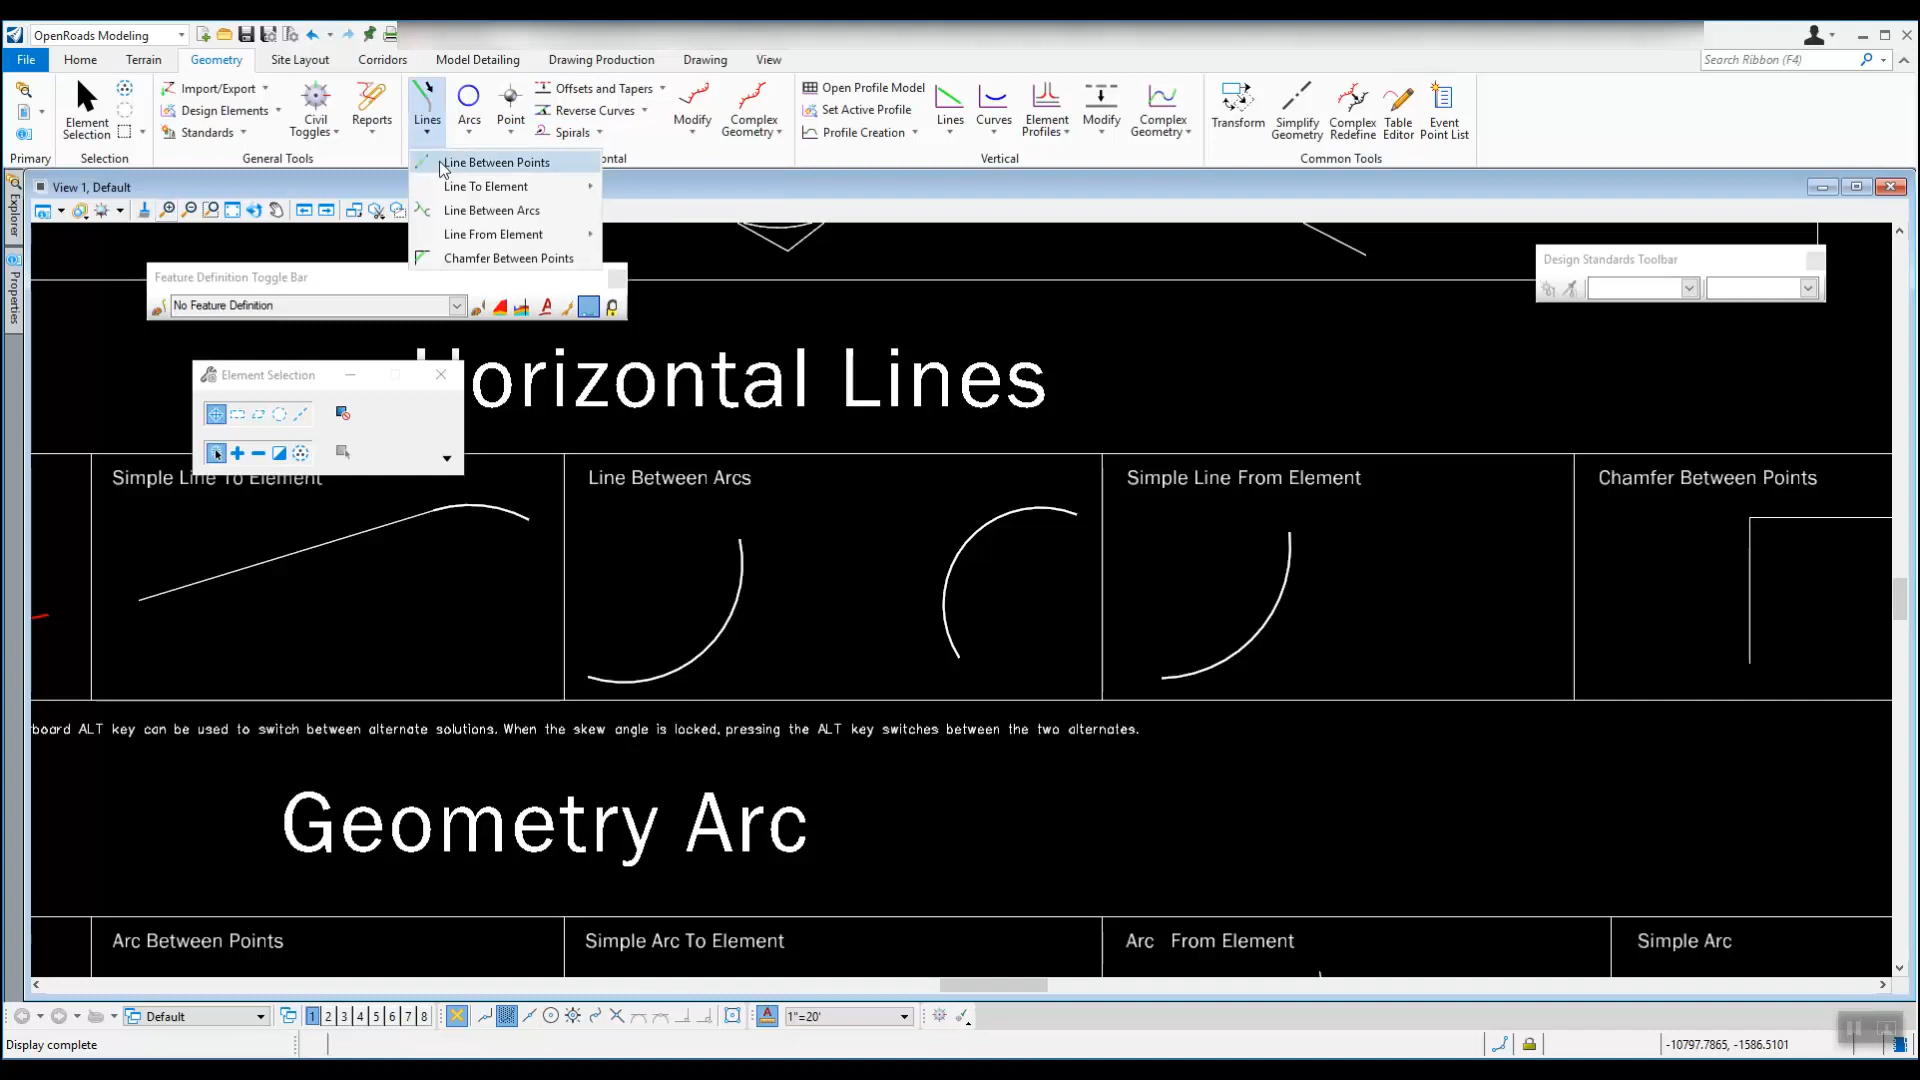 OpenRoads Modeling
File Home Terrain Geometry Site Layout Corridors Model Detailing Drawing Production Drawing View
Search Ribbon (F4)
Element Selection
Import/Export
Design Elements
Standards
Civil Toggles
Reports
Lines
Arcs
Point
Offsets and Tapers
Reverse Curves
Spirals
Modify
Complex Geometry
Open Profile Model
Set Active Profile
Profile Creation
Lines
Curves
Element Profiles
Modify
Complex Geometry
Transform
Simplify Geometry
Complex Redefine
Table Editor
Event Point List
Primary Selection General Tools ontal Vertical Common Tools
Line Between Points
Line To Element
Line Between Arcs
Line From Element
Chamfer Between Points
Explorer
Properties
View 1, Default
Feature Definition Toggle Bar
No Feature Definition
Design Standards Toolbar
Element Selection
Horizontal Lines
Simple Line To Element
Line Between Arcs
Simple Line From Element
Chamfer Between Points
board ALT key can be used to switch between alternate solutions. When the skew angle is locked, pressing the ALT key switches between the two alternates.
Geometry Arc
Arc Between Points
Simple Arc To Element
Arc From Element
Simple Arc
Default
1 2 3 4 5 6 7 8
1"=20'
Display complete
-10797.7865, -1586.5101